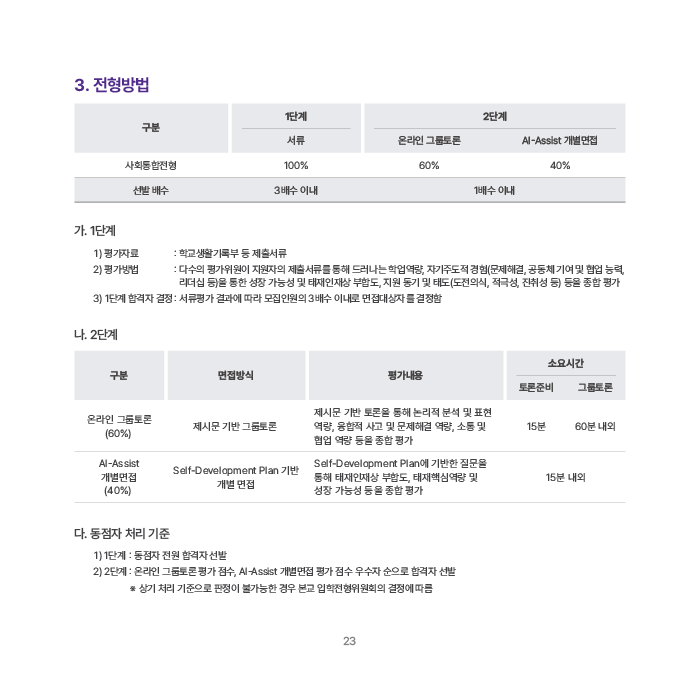 3. 전형방법
구분 1단계 2단계
서류 온라인 그룹토론 AI-Assist 개별면접
사회통합전형 100% 60% 40%
선발 배수 3배수 이내 1배수 이내
가. 1단계
1) 평가자료 : 학교생활기록부 등 제출서류
2) 평가방법 : 다수의 평가위원이 지원자의 제출서류를 통해 드러나는 학업역량, 자기주도적 경험(문제해결, 공동체 기여 및 협업 능력,
리더십 등)을 통한 성장 가능성 및 태재인재상 부합도, 지원 동기 및 태도(도전의식, 적극성, 진취성 등) 등을 종합 평가
3) 1단계 합격자 결정 : 서류평가 결과에 따라 모집인원의 3배수 이내로 면접대상자를 결정함
나. 2단계
구분 면접방식 평가내용 소요시간
토론준비 그룹토론
온라인 그룹토론
(60%)
제시문 기반 그룹토론
제시문 기반 토론을 통해 논리적 분석 및 표현
역량, 융합적 사고 및 문제해결 역량, 소통 및
협업 역량 등을 종합 평가
15분 60분 내외
AI-Assist
개별면접
(40%)
Self-Development Plan 기반
개별 면접
Self-Development Plan에 기반한 질문을
통해 태재인재상 부합도, 태재핵심역량 및
성장 가능성 등을 종합 평가
15분 내외
다. 동점자 처리 기준
1) 1단계 : 동점자 전원 합격자 선발
2) 2단계 : 온라인 그룹토론 평가 점수, AI-Assist 개별면접 평가 점수 우수자 순으로 합격자 선발
※ 상기 처리 기준으로 판정이 불가능한 경우 본교 입학전형위원회의 결정에 따름
23